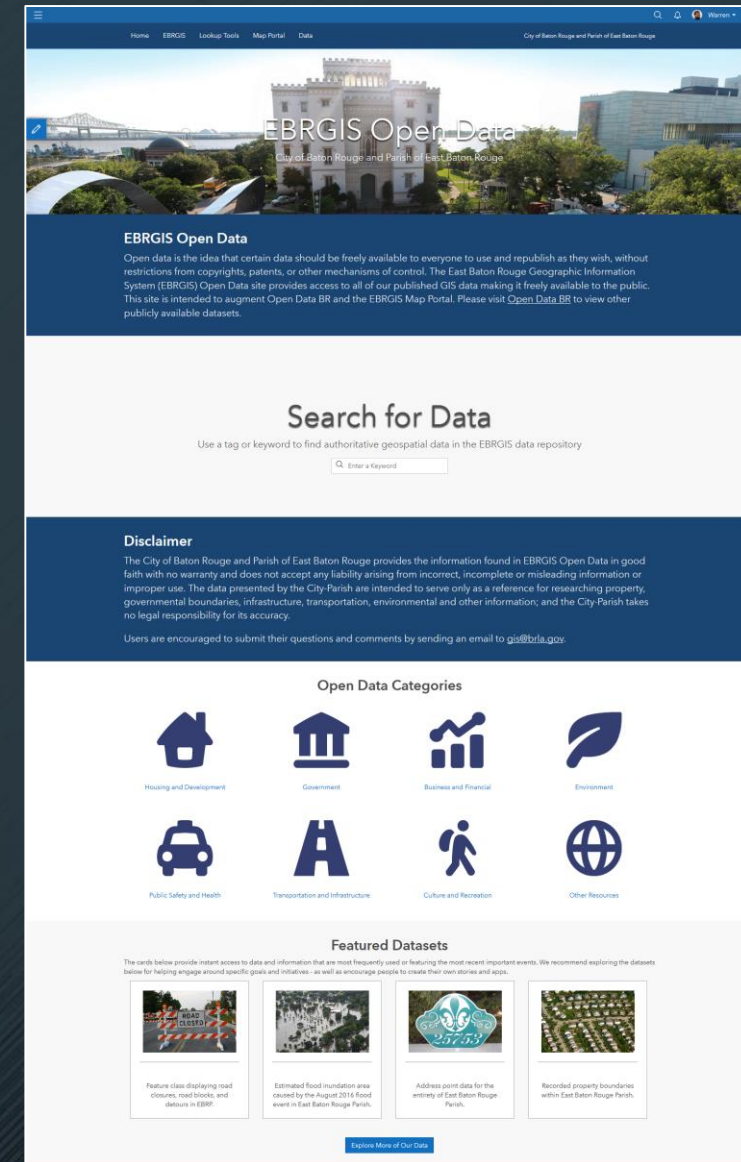 Warren
Home EBRGIS Lookup Tools Map Portal Data City of Baton Rouge and Parish of East Baton Rouge
EBRGIS Open Data
City of Baton Rouge and Parish of East Baton Rouge
EBRGIS Open Data
Open data is the idea that certain data should be freely available to everyone to use and republish as they wish, without
restrictions from copyrights, patents, or other mechanisms of control. The East Baton Rouge Geographic Information
System (EBRGIS) Open Data site provides access to all of our published GIS data making it freely available to the public.
This site is intended to augment Open Data BR and the EBRGIS Map Portal. Please visit Open Data BR to view other
publicly available datasets.
Search for Data
Use a tag or keyword to find authoritative geospatial data in the EBRGIS data repository
Enter a Keyword
Disclaimer
The City of Baton Rouge and Parish of East Baton Rouge provides the information found in EBRGIS Open Data in good
faith with no warranty and does not accept any liability arising from incorrect, incomplete or misleading information or
improper use. The data presented by the City-Parish are intended to serve only as a reference for researching property,
governmental boundaries, infrastructure, transportation, environmental and other information; and the City-Parish takes
no legal responsibility for its accuracy.
Users are encouraged to submit their questions and comments by sending an email to gis@brla.gov.
Open Data Categories
Housing and Development Government Business and Financial Environment
Public Safety and Health Transportation and Infrastructure Culture and Recreation Other Resources
Featured Datasets
The cards below provide instant access to data and information that are most frequently used or featuring the most recent important events. We recommend exploring the datasets
below for helping engage around specific goals and initiatives - as well as encourage people to create their own stories and apps.
ROAD
CLOSED
25753
Feature class displaying road
closures, road blocks, and
detours in EBRP.
Estimated flood inundation area
caused by the August 2016 flood
event in East Baton Rouge Parish.
Address point data for the
entirety of East Baton Rouge
Parish.
Recorded property boundaries
within East Baton Rouge Parish.
Explore More of Our Data